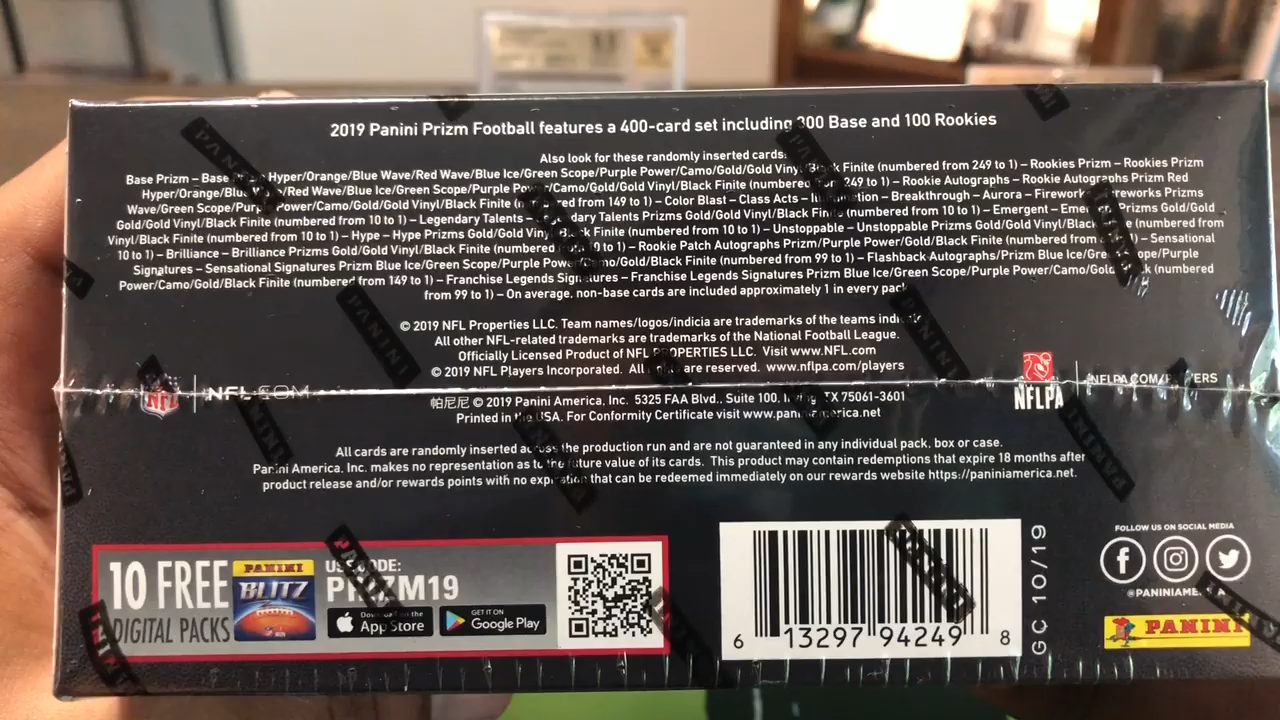 2019 Panini Prizm Football features a 400-card set including 300 Base and 100 Rookies
Also look for these randomly inserted cards:
Base Prizm – Base Hyper/Orange/Blue Wave/Red Wave/Blue Ice/Green Scope/Purple Power/Camo/Gold/Gold Vinyl/Black Finite (numbered from 249 to 1) – Rookies Prizm – Rookies Prizm
Hyper/Orange/Blue Wave/Red Wave/Blue Ice/Green Scope/Purple Power/Camo/Gold/Gold Vinyl/Black Finite (numbered from 249 to 1) – Rookie Autographs – Rookie Autographs Prizm Red
Wave/Green Scope/Purple Power/Camo/Gold/Gold Vinyl/Black Finite (numbered from 149 to 1) – Color Blast – Class Acts – Illumination – Breakthrough – Aurora – Fireworks – Fireworks Prizms
Gold/Gold Vinyl/Black Finite (numbered from 10 to 1) – Legendary Talents – Legendary Talents Prizms Gold/Gold Vinyl/Black Finite (numbered from 10 to 1) – Emergent – Emergent Prizms Gold/Gold
Vinyl/Black Finite (numbered from 10 to 1) – Hype – Hype Prizms Gold/Gold Vinyl/Black Finite (numbered from 10 to 1) – Unstoppable – Unstoppable Prizms Gold/Gold Vinyl/Black Finite (numbered from
10 to 1) – Brilliance – Brilliance Prizms Gold/Gold Vinyl/Black Finite (numbered from 10 to 1) – Rookie Patch Autographs Prizm/Purple Power/Gold/Black Finite (numbered from to 1) – Sensational
Signatures – Sensational Signatures Prizm Blue Ice/Green Scope/Purple Power/Camo/Gold/Black Finite (numbered from 99 to 1) – Flashback Autographs/Prizm Blue Ice/Green Scope/Purple
Power/Camo/Gold/Black Finite (numbered from 149 to 1) – Franchise Legends Signatures – Franchise Legends Signatures Prizm Blue Ice/Green Scope/Purple Power/Camo/Gold/Black (numbered
from 99 to 1) – On average, non-base cards are included approximately 1 in every pack.
© 2019 NFL Properties LLC. Team names/logos/indicia are trademarks of the teams indicated.
All other NFL-related trademarks are trademarks of the National Football League.
Officially Licensed Product of NFL PROPERTIES LLC. Visit www.NFL.com
© 2019 NFL Players Incorporated. All rights are reserved. www.nflpa.com/players
NFL NFL.COM
NFLPA NFLPA.COM/PLAYERS
帕尼尼 © 2019 Panini America, Inc. 5325 FAA Blvd., Suite 100, Irving, TX 75061-3601
Printed in the USA. For Conformity Certificate visit www.paniniamerica.net
All cards are randomly inserted across the production run and are not guaranteed in any individual pack, box or case.
Panini America, Inc. makes no representation as to the future value of its cards. This product may contain redemptions that expire 18 months after
product release and/or rewards points with no expiration that can be redeemed immediately on our rewards website https://paniniamerica.net.
10 FREE
DIGITAL PACKS
PANINI
BLITZ
USE CODE:
PRIZM19
Download on the
App Store
GET IT ON
Google Play
6 13297 94249 8
GC 10/19
FOLLOW US ON SOCIAL MEDIA
@PANINIAMERICA
PANINI